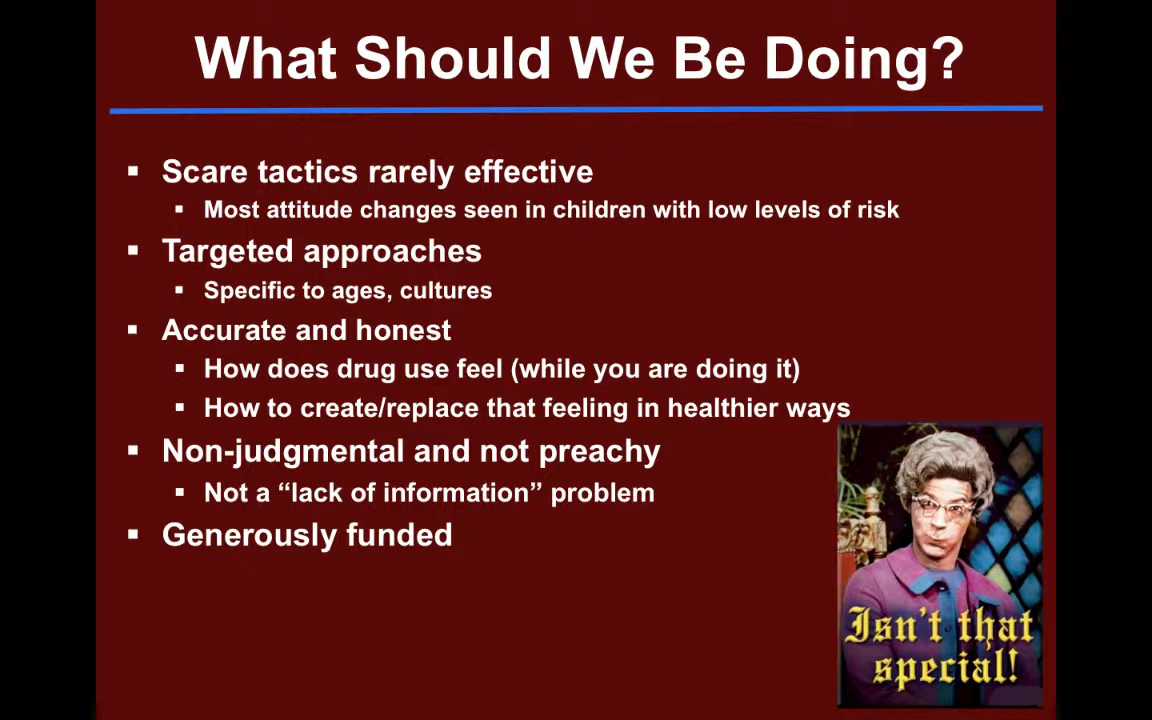 What Should We Be Doing?
▪ Scare tactics rarely effective
▪ Most attitude changes seen in children with low levels of risk
▪ Targeted approaches
▪ Specific to ages, cultures
▪ Accurate and honest
▪ How does drug use feel (while you are doing it)
▪ How to create/replace that feeling in healthier ways
▪ Non-judgmental and not preachy
▪ Not a “lack of information” problem
▪ Generously funded
Isn't that
special!